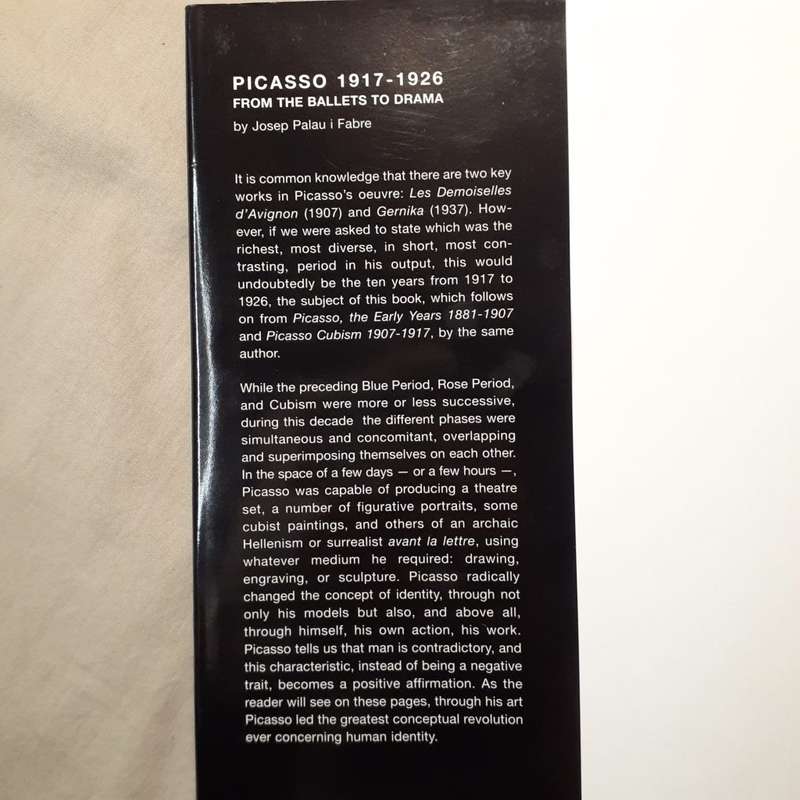 PICASSO 1917-1926
FROM THE BALLETS TO DRAMA
by Josep Palau i Fabre
It is common knowledge that there are two key
works in Picasso's oeuvre: Les Demoiselles
d'Avignon (1907) and Gernika (1937). How-
ever, if we were asked to state which was the
richest, most diverse, in short, most con-
trasting, period in his output, this would
undoubtedly be the ten years from 1917 to
1926, the subject of this book, which follows
on from Picasso, the Early Years 1881-1907
and Picasso Cubism 1907-1917, by the same
author.
While the preceding Blue Period, Rose Period,
and Cubism were more or less successive,
during this decade the different phases were
simultaneous and concomitant, overlapping
and superimposing themselves on each other.
In the space of a few days — or a few hours —,
Picasso was capable of producing a theatre
set, a number of figurative portraits, some
cubist paintings, and others of an archaic
Hellenism or surrealist avant la lettre, using
whatever medium he required: drawing,
engraving, or sculpture. Picasso radically
changed the concept of identity, through not
only his models but also, and above all,
through himself, his own action, his work.
Picasso tells us that man is contradictory, and
this characteristic, instead of being a negative
trait, becomes a positive affirmation. As the
reader will see on these pages, through his art
Picasso led the greatest conceptual revolution
ever concerning human identity.